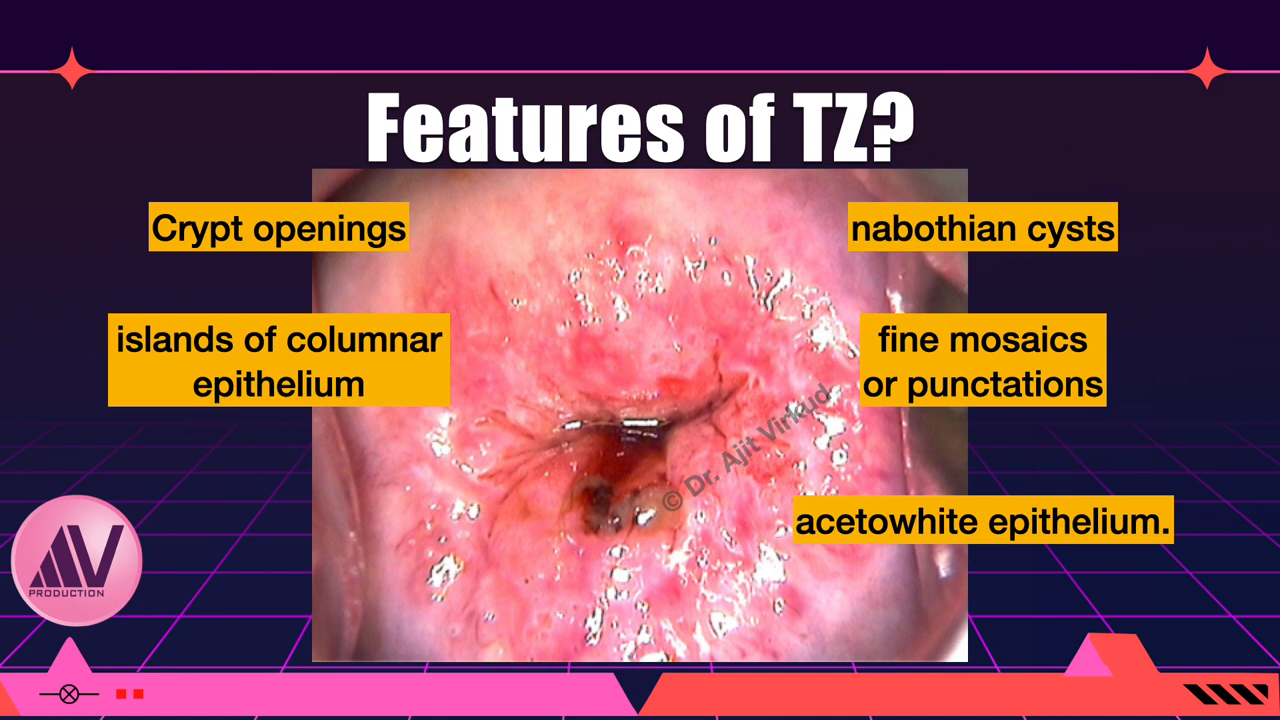 Features of TZ?
Crypt openings
nabothian cysts
islands of columnar
epithelium
fine mosaics
or punctations
© Dr. Ajit Virkud
acetowhite epithelium.
AV
PRODUCTION